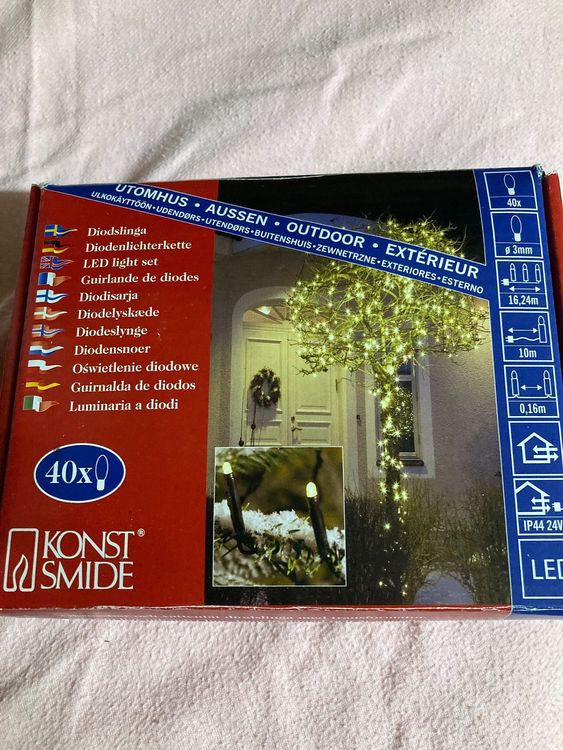 UTOMHUS • AUSSEN • OUTDOOR • EXTÉRIEUR
ULKOKÄYTTÖÖN • UDENDØRS • UTENDØRS • BUITENSHUIS • ZEWNETRZNE • EXTERIORES • ESTERNO
Diodslinga
Diodenlichterkette
LED light set
Guirlande de diodes
Diodisarja
Diodelyskæde
Diodeslynge
Diodensnoer
Oświetlenie diodowe
Guirnalda de diodos
Luminaria a diodi
40x
KONST®
SMIDE
40x
ø 3mm
16,24m
10m
0,16m
IP44 24V
LED